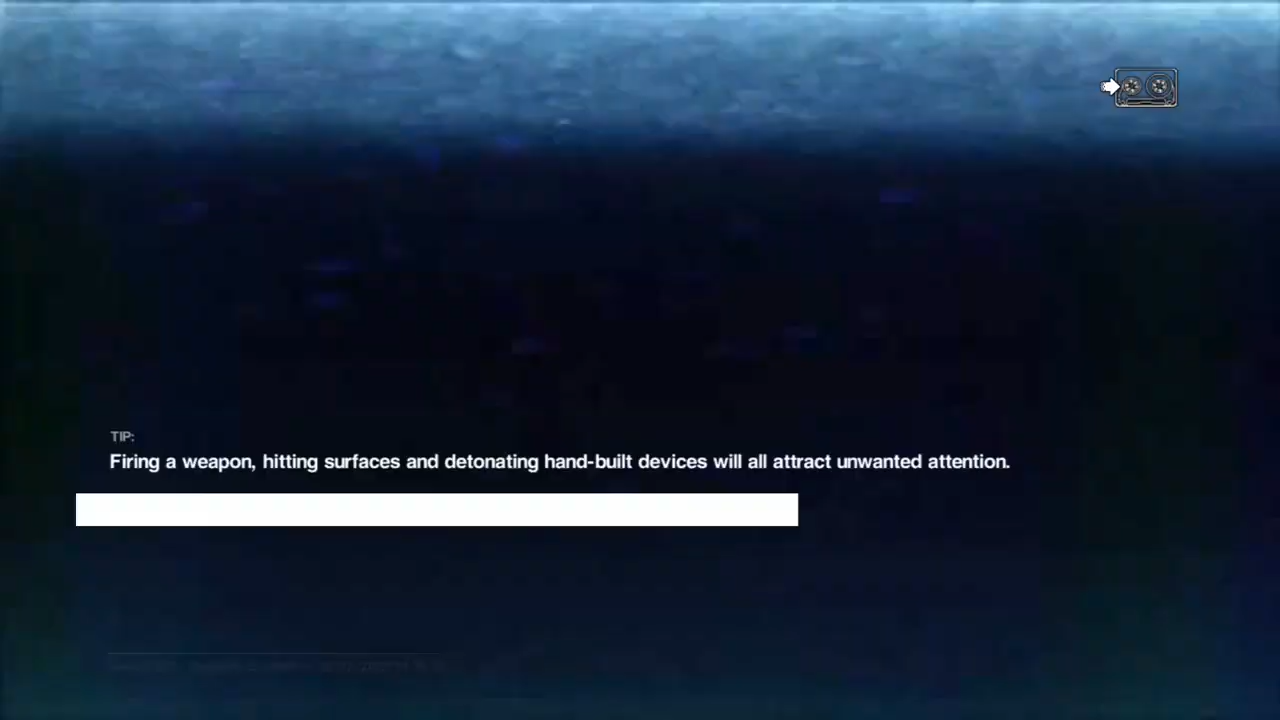 TIP:
Firing a weapon, hitting surfaces and detonating hand-built devices will all attract unwanted attention.